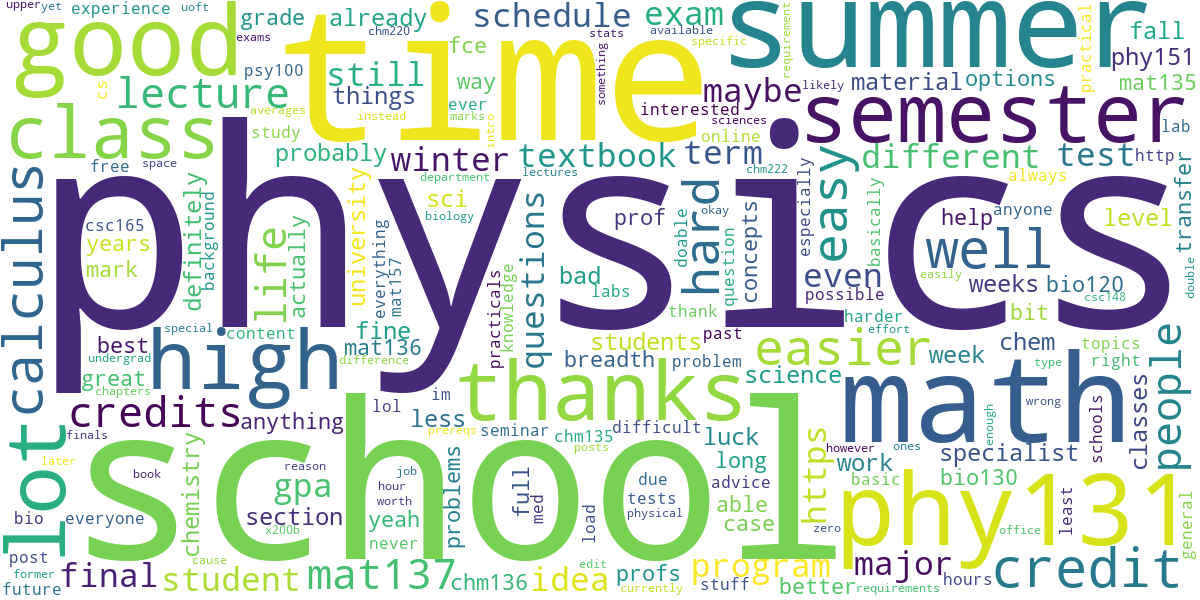 upper
yet
experience
uoft
grade
already
chm220
exams
good
time
schedule
fce
exam
stats
available
specific
something
summer
requirement
practical
fall
phy151
cs
psy100
still
way
things
lecture
averages
ever
marks
instead
intro
interested
sciences
maybe
material
likely
options
mat135
semester
lab
class
study
probably
winter
textbook
term
online
different
test
http
free
space
department
lectures
chm222
always
calculus
csc165
years
mark
definitely
background
life
actually
university
everything
mat157
sci
biology
physics
prof
okay
hard
doable
question
concepts
especially
easy
basically
help
anyone
level
transfer
double
well
weeks
bio120
csc148
easily
bad
labs
even
possible
questions
knowledge
practicals
thank
past
harder
effort
bit
best
special
content
undergrad
great
chapters
high
fine
mat136
difference
students
breadth
problem
science
easier
week
chem
topics
right
type
wrong
lot
credits
anything
lol
im
less
thanks
seminar
prereqs
chm135
difficult
posts
luck
long
advice
math
people
classes
schools
enough
finals
later
book
bio
everyone
chemistry
reason
gpa
section
x200b
job
hour
worth
yeah
never
school
problems
full
med
load
due
tests
physical
able
case
zero
https
however
ones
work
basic
specialist
bio130
phy131
office
least
general
post
former
future
final
cause
student
mat137
chm136
idea
edit
currently
profs
stuff
program
better
major
requirements
hours
credit